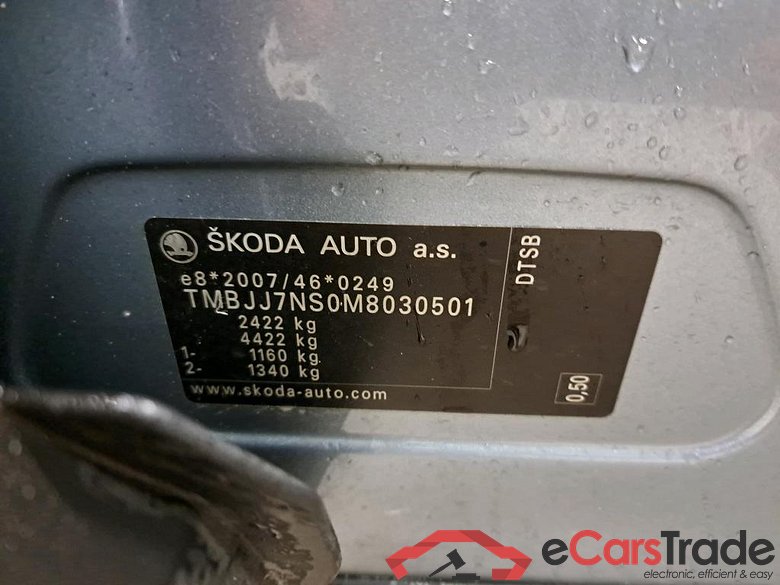 ŠKODA AUTO a.s.
e8*2007/46*0249
TMBJJ7NS0M8030501
2422 kg
4422 kg
1- 1160 kg
2- 1340 kg
www.skoda-auto.com
DTSB
0,50
eCarsTrade
electronic, efficient & easy